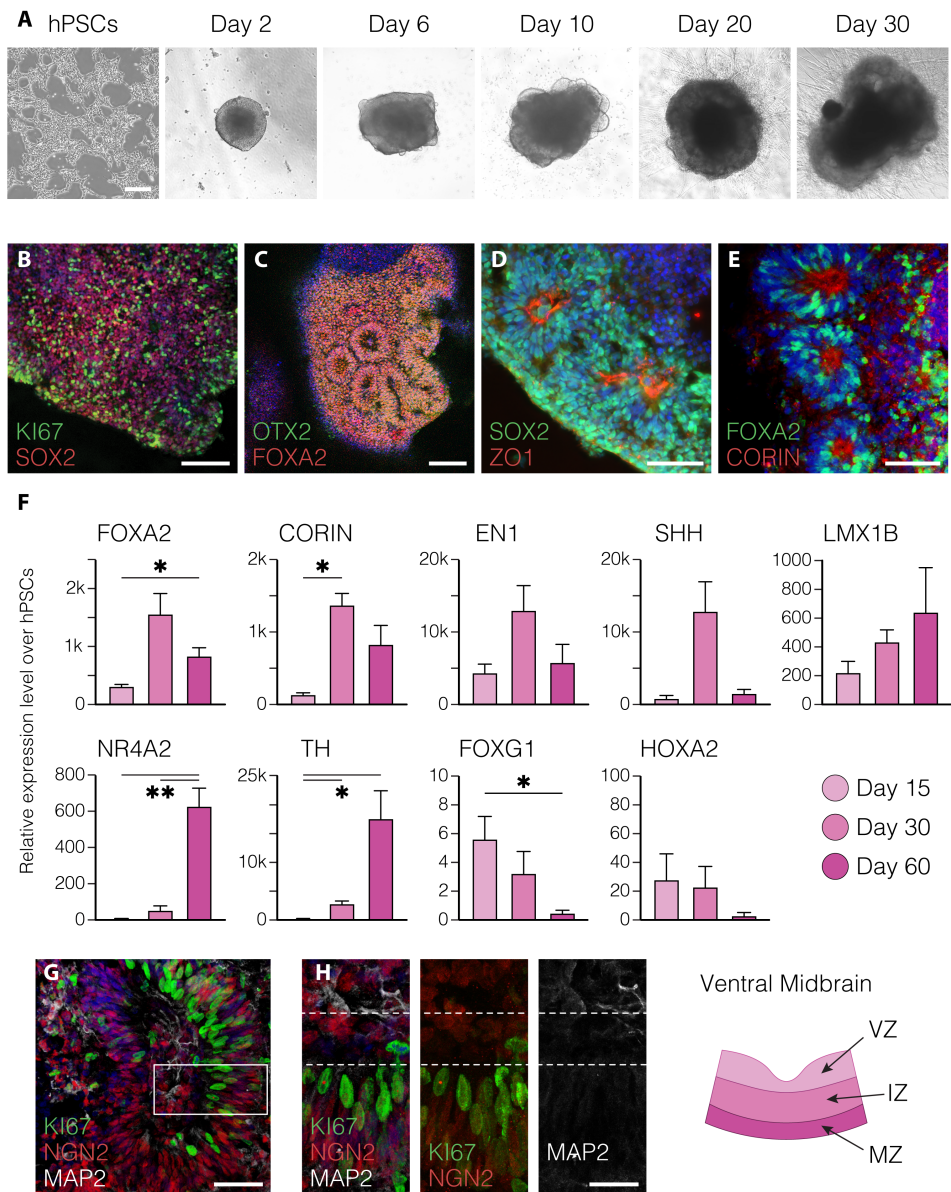 A hPSCs Day 2 Day 6 Day 10 Day 20 Day 30
B C D E
KI67 OTX2 SOX2 FOXA2
SOX2 FOXA2 ZO1 CORIN
F
Relative expression level over hPSCs
FOXA2 CORIN EN1 SHH LMX1B
2k 2k 20k 20k 1000
* * 800
1k 1k 10k 10k 600
400
200
0 0 0 0 0
NR4A2 TH FOXG1 HOXA2
800 25k 10 100
** * * 8 80
600 6 60
400 10k 4 40
200 2 20
0 0 0 0
Day 15
Day 30
Day 60
G H
KI67 KI67
NGN2 NGN2 KI67
MAP2 MAP2 NGN2 MAP2
Ventral Midbrain
VZ
IZ
MZ